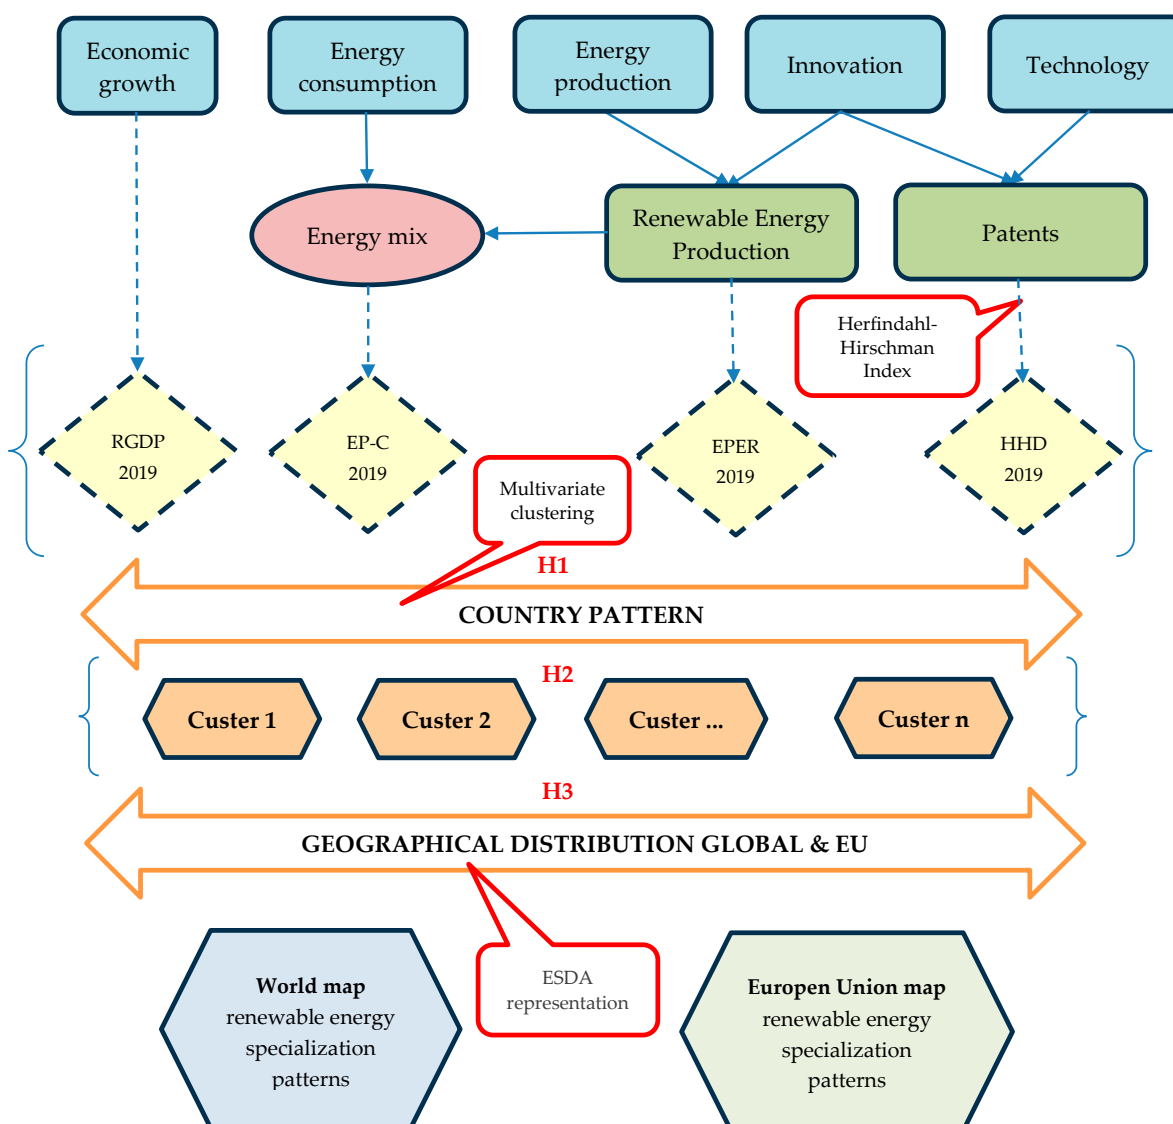 Economic
growth
Energy
consumption
Energy
production
Innovation
Technology
Energy mix
Renewable Energy
Production
Patents
Herfindahl-
Hirschman
Index
RGDP
2019
EP-C
2019
EPER
2019
HHD
2019
Multivariate
clustering
H1
COUNTRY PATTERN
H2
Custer 1
Custer 2
Custer ...
Custer n
H3
GEOGRAPHICAL DISTRIBUTION GLOBAL & EU
ESDA
representation
World map
renewable energy
specialization
patterns
Europen Union map
renewable energy
specialization
patterns